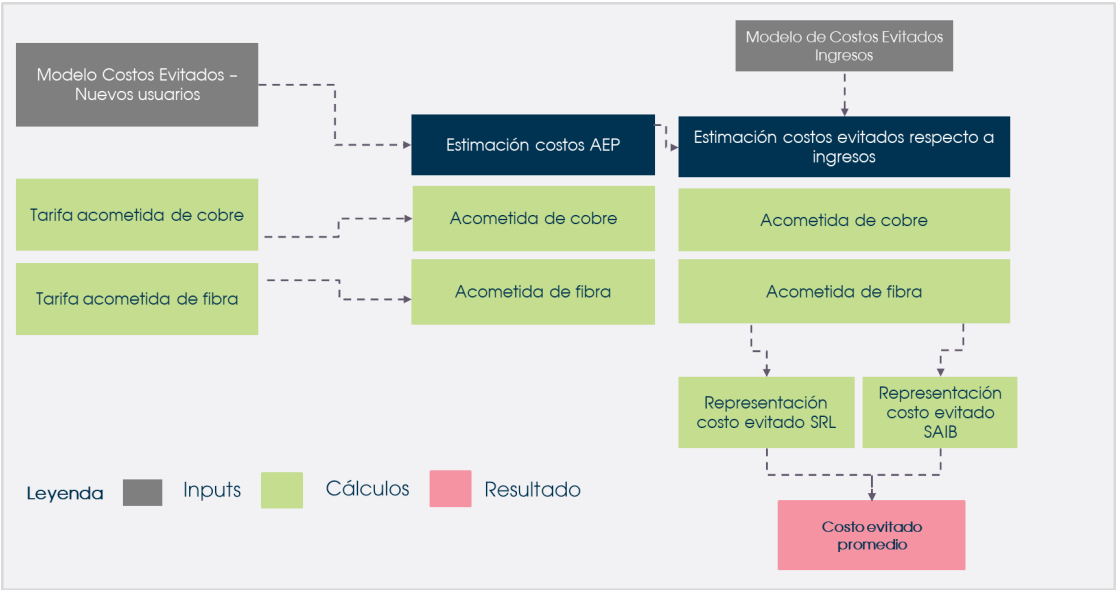 Modelo de Costos Evitados
Ingresos
Modelo Costos Evitados –
Nuevos usuarios
Estimación costos AEP
Estimación costos evitados respecto a
ingresos
Tarifa acometida de cobre
Acometida de cobre
Acometida de cobre
Tarifa acometida de fibra
Acometida de fibra
Acometida de fibra
Representación
costo evitado SRL
Representación
costo evitado
SAIB
Leyenda
Inputs
Cálculos
Resultado
Costo evitado
promedio